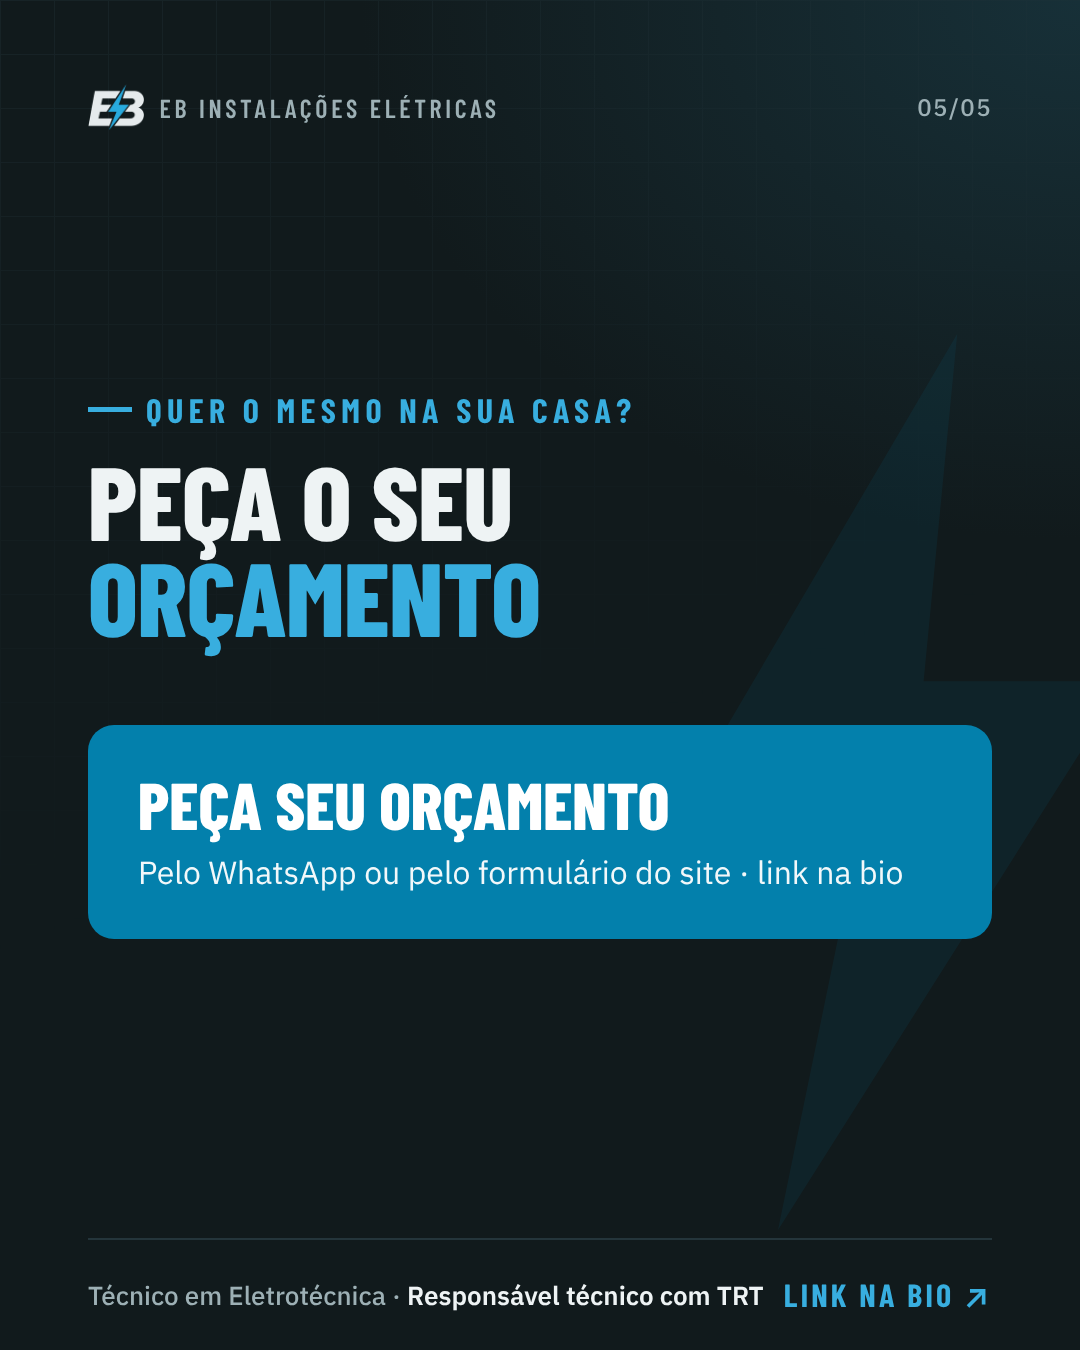 EB EB INSTALAÇÕES ELÉTRICAS
05/05
QUER O MESMO NA SUA CASA?
PEÇA O SEU
ORÇAMENTO
PEÇA SEU ORÇAMENTO
Pelo WhatsApp ou pelo formulário do site · link na bio
Técnico em Eletrotécnica · Responsável técnico com TRT
LINK NA BIO ↗